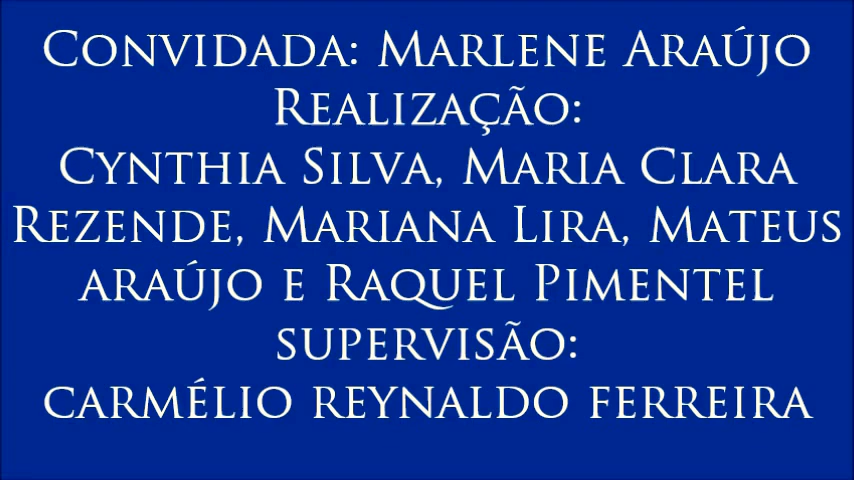 Convidada: Marlene Araújo
Realização:
Cynthia Silva, Maria Clara
Rezende, Mariana Lira, Mateus
araújo e Raquel Pimentel
supervisão:
carmélio reynaldo ferreira